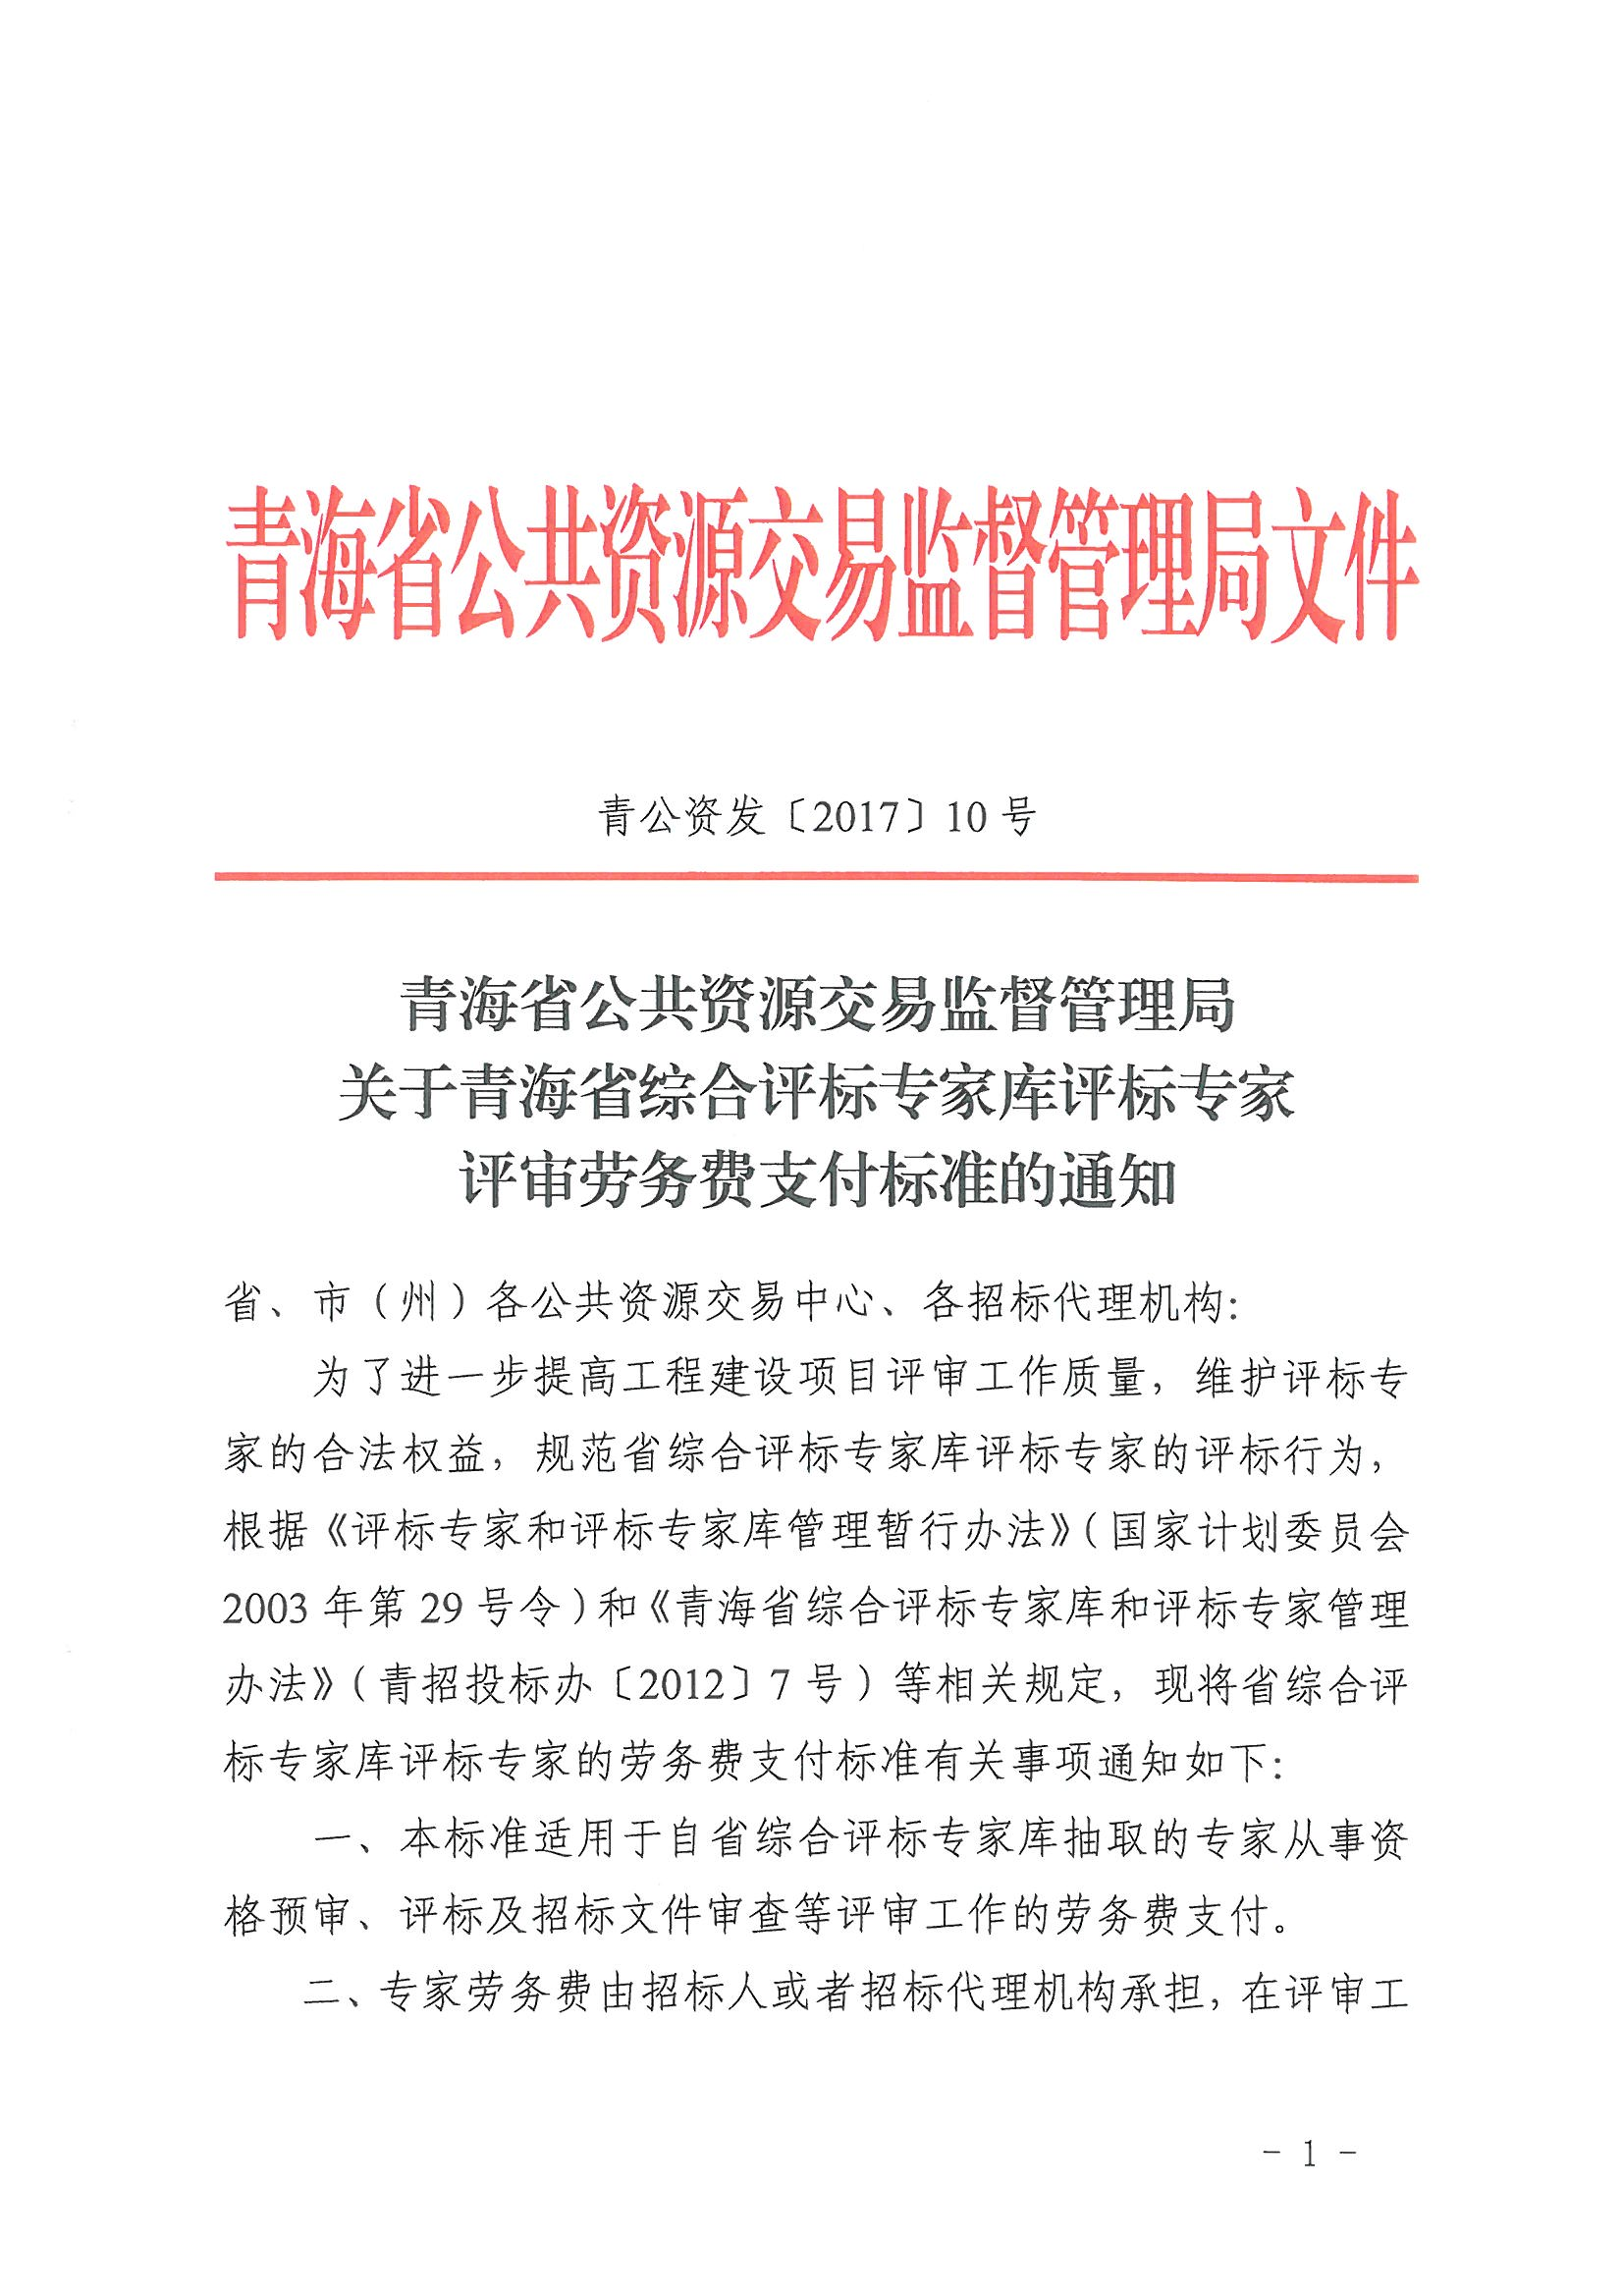 青海省公共资源交易监督管理局文件
青公资发〔2017〕10 号
青海省公共资源交易监督管理局
关于青海省综合评标专家库评标专家
评审劳务费支付标准的通知
省、市（州）各公共资源交易中心、各招标代理机构:
为了进一步提高工程建设项目评审工作质量，维护评标专
家的合法权益，规范省综合评标专家库评标专家的评标行为，
根据《评标专家和评标专家库管理暂行办法》（国家计划委员会
2003 年第 29 号令）和《青海省综合评标专家库和评标专家管理
办法》（青招投标办〔2012〕7 号）等相关规定，现将省综合评
标专家库评标专家的劳务费支付标准有关事项通知如下:
一、本标准适用于自省综合评标专家库抽取的专家从事资
格预审、评标及招标文件审查等评审工作的劳务费支付。
二、专家劳务费由招标人或者招标代理机构承担，在评审工
- 1 -